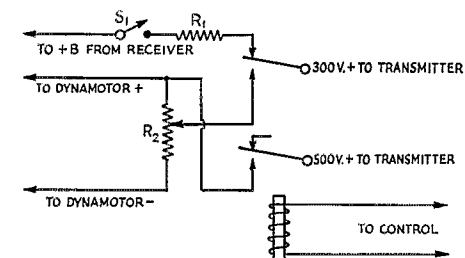 S1
R1
TO +B FROM RECEIVER
300V.+ TO TRANSMITTER
TO DYNAMOTOR +
R2
500V.+ TO TRANSMITTER
TO DYNAMOTOR-
TO CONTROL